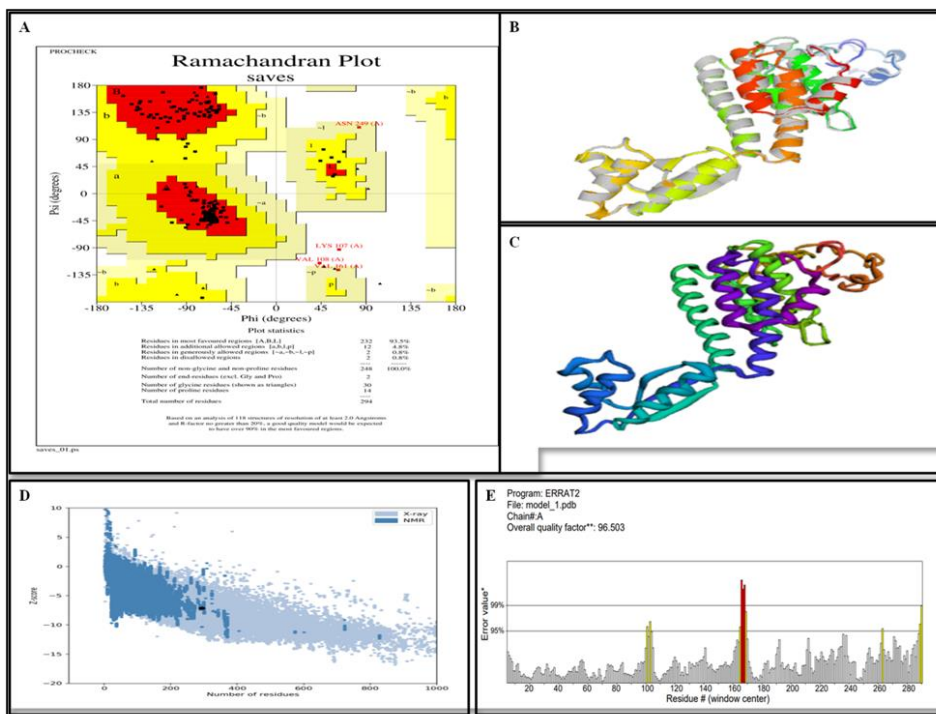 A
PROCHECK
Ramachandran Plot
saves
Psi (degrees)
180
135
90
45
0
-45
-90
-135
-180
B
b
a
~a
~b
l
~l
p
~p
ASN 249 (A)
LYS 107 (A)
VAL 108 (A)
-180 -135 -90 -45 0 45 90 135 180
Phi (degrees)
Plot statistics
Residues in most favoured regions [A,B,L] 232 93.5%
Residues in additional allowed regions [a,b,l,p] 12 4.8%
Residues in generously allowed regions [~a,~b,~l,~p] 2 0.8%
Residues in disallowed regions 2 0.8%
Number of non-glycine and non-proline residues 248 100.0%
Number of end-residues (excl. Gly and Pro) 2
Number of glycine residues (shown as triangles) 30
Number of proline residues 14
Total number of residues 294
Based on an analysis of 118 structures of resolution of at least 2.0 Angstroms
and R-factor no greater than 20%, a good quality model would be expected
to have over 90% in the most favoured regions.
saves_01.ps
B
C
D
X-ray
NMR
Z-score
10
5
0
-5
-10
-15
-20
0 200 400 600 800 1000
Number of residues
E
Program: ERRAT2
File: model_1.pdb
Chain#:A
Overall quality factor**: 96.503
Error value*
99%
95%
20 40 60 80 100 120 140 160 180 200 220 240 260 280
Residue # (window center)